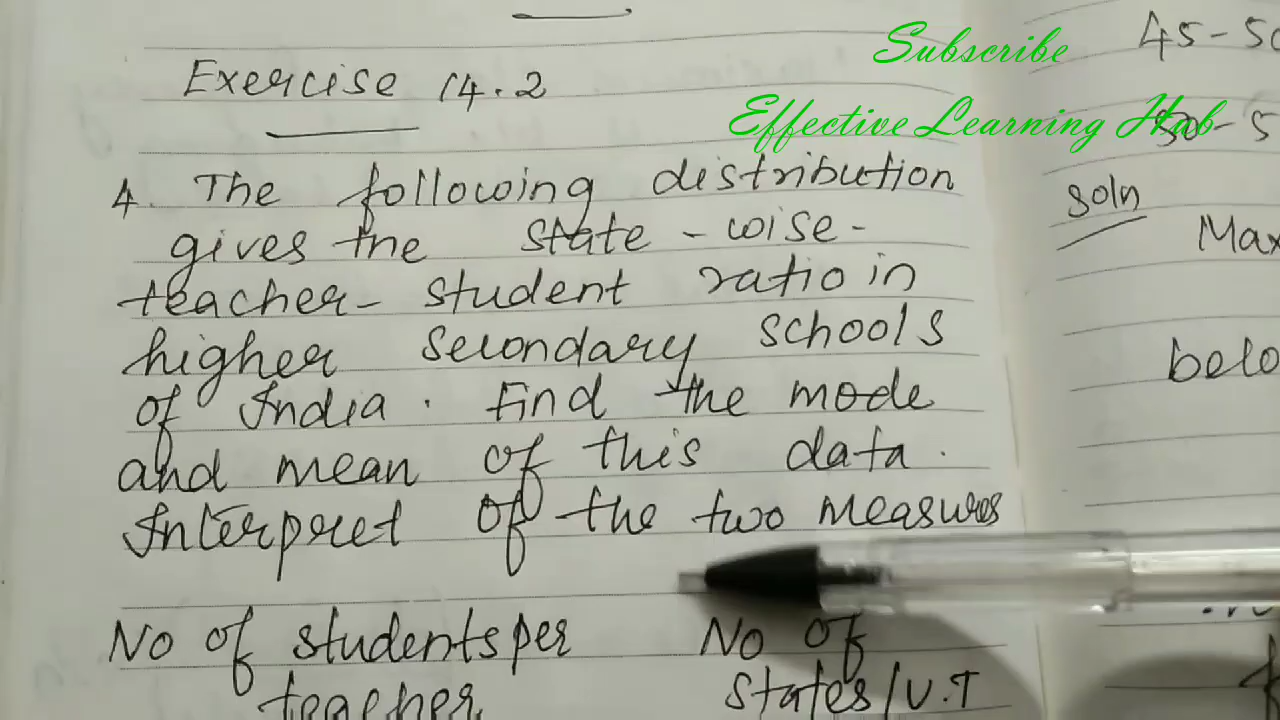 Subscribe
Effective Learning Hub
Exercise 14.2
4. The following distribution
gives the state-wise-
teacher-student ratio in
higher secondary schools
of India. Find the mode
and mean of this data.
Interpret of the two measures
No of students per
teacher
No of
States/U.T
45-50
50-5
Soln
Max
belo